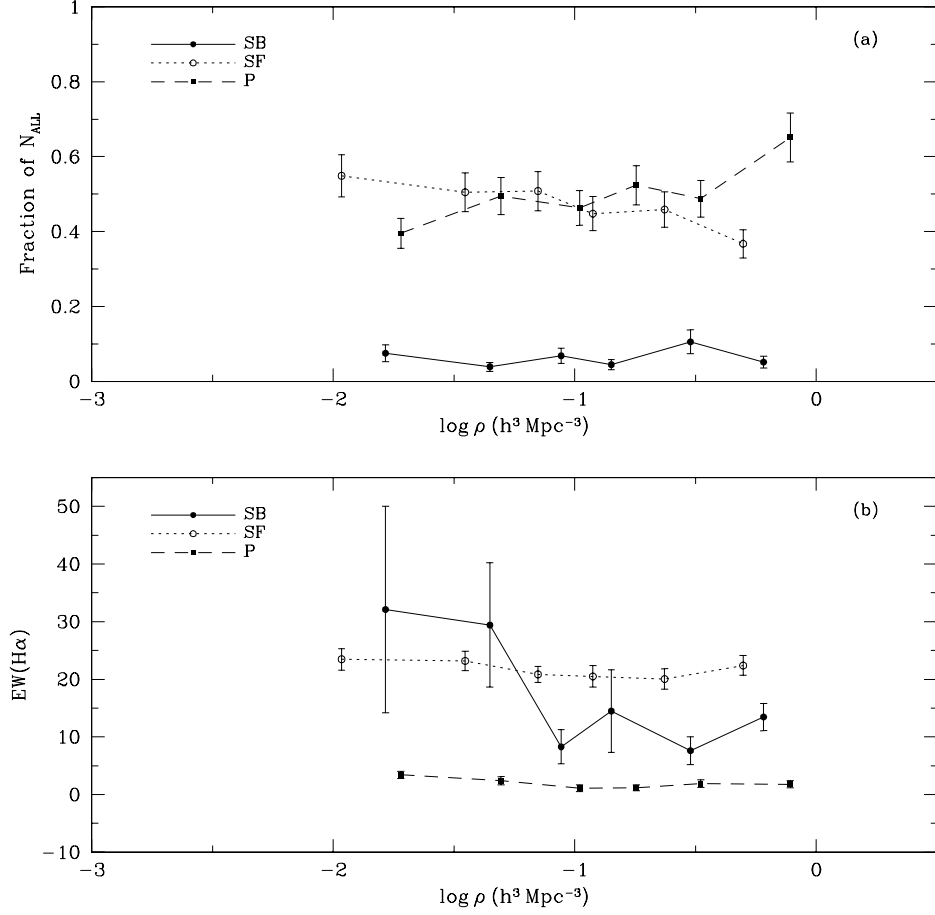 1
0.8
0.6
0.4
0.2
0
Fraction of N_ALL
SB
SF
P
(a)
−3
−2
−1
0
log ρ (h³ Mpc⁻³)
50
40
30
20
10
0
−10
EW(Hα)
SB
SF
P
(b)
−3
−2
−1
0
log ρ (h³ Mpc⁻³)